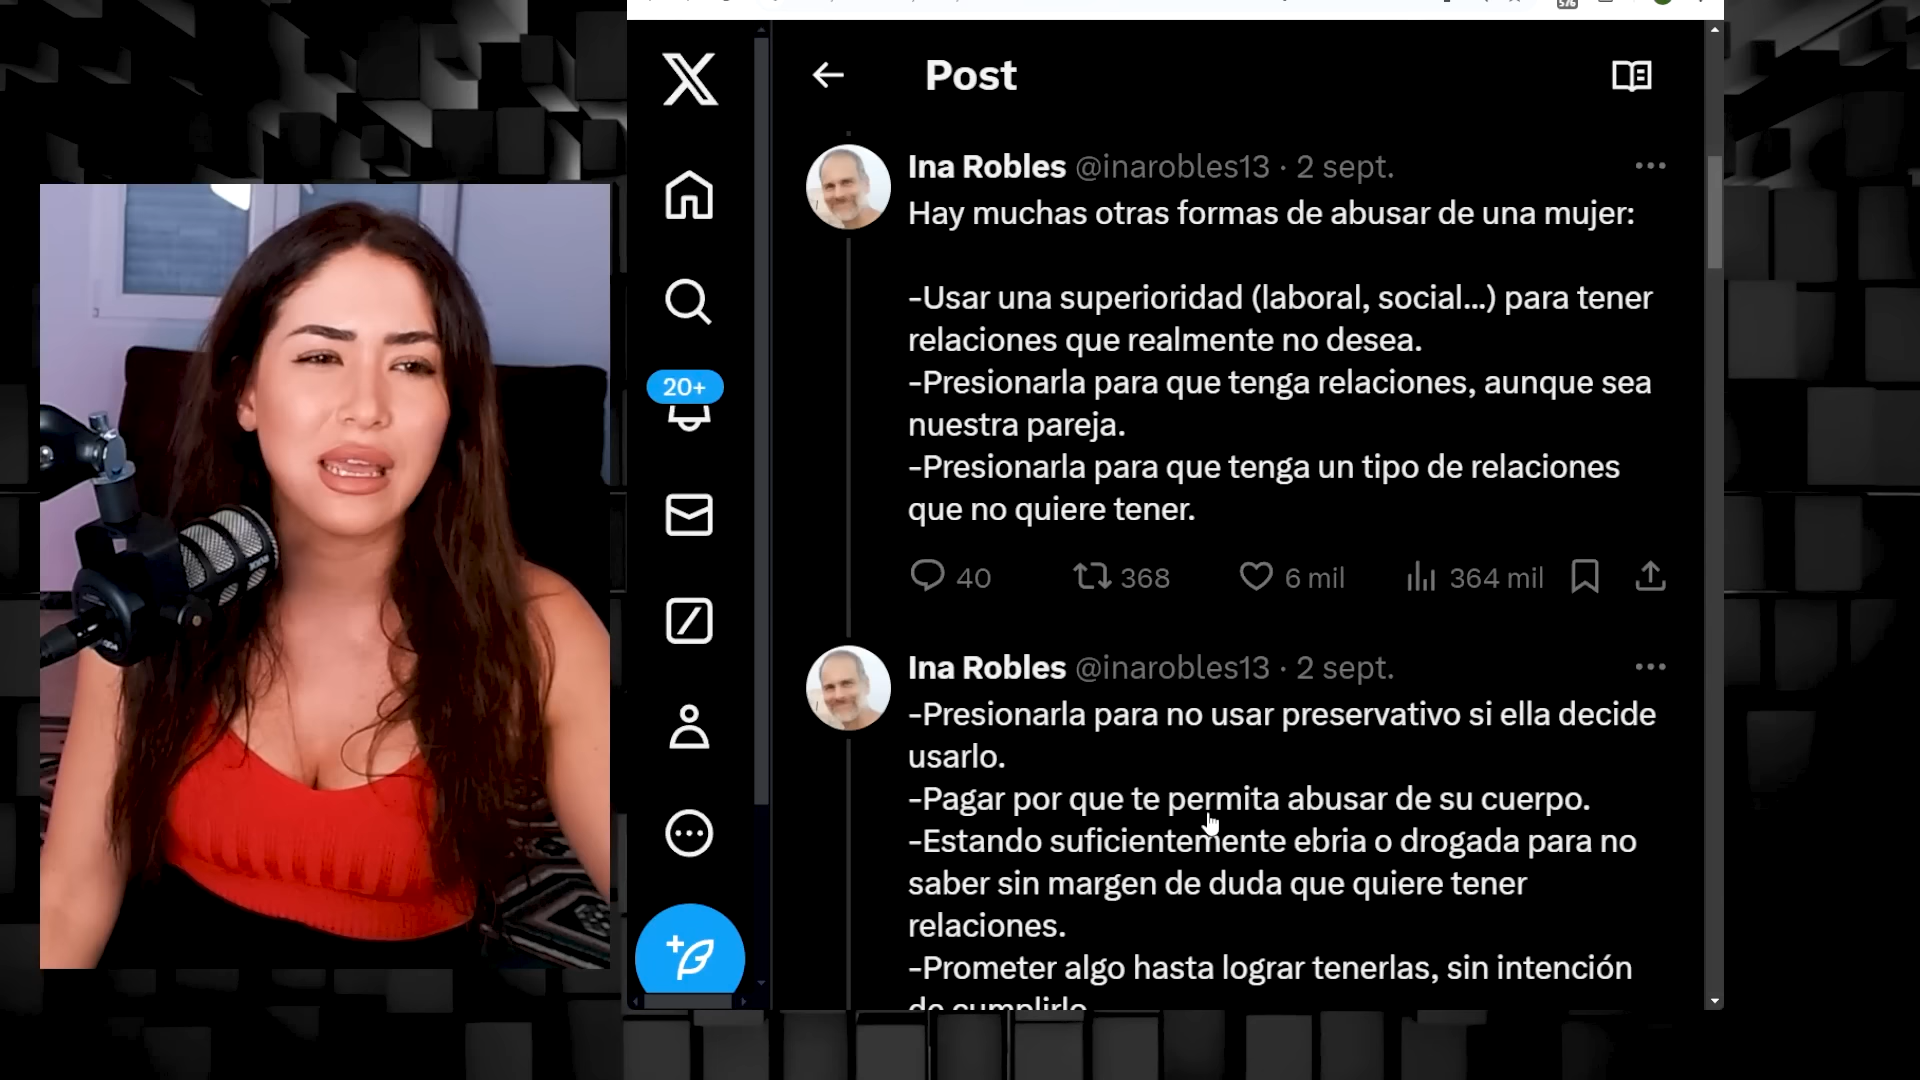 576
Post
Ina Robles @inarobles13 · 2 sept.
Hay muchas otras formas de abusar de una mujer:
-Usar una superioridad (laboral, social...) para tener
relaciones que realmente no desea.
-Presionarla para que tenga relaciones, aunque sea
nuestra pareja.
-Presionarla para que tenga un tipo de relaciones
que no quiere tener.
40 368 6 mil 364 mil
20+
Ina Robles @inarobles13 · 2 sept.
-Presionarla para no usar preservativo si ella decide
usarlo.
-Pagar por que te permita abusar de su cuerpo.
-Estando suficientemente ebria o drogada para no
saber sin margen de duda que quiere tener
relaciones.
-Prometer algo hasta lograr tenerlas, sin intención
de cumplirlo